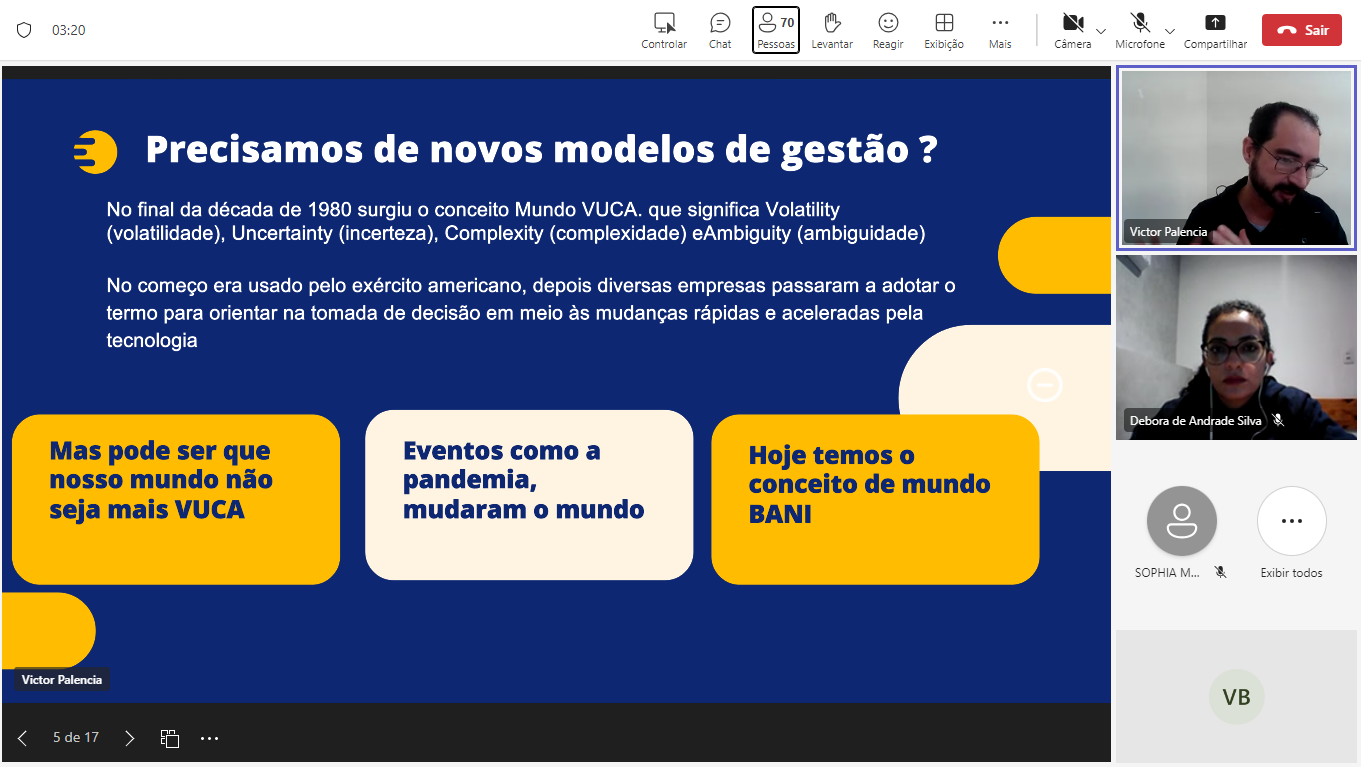 03:20
Controlar
Chat
70
Pessoas
Levantar
Reagir
Exibição
Mais
Câmera
Microfone
Compartilhar
Sair
Precisamos de novos modelos de gestão ?
No final da década de 1980 surgiu o conceito Mundo VUCA. que significa Volatility
(volatilidade), Uncertainty (incerteza), Complexity (complexidade) eAmbiguity (ambiguidade)
No começo era usado pelo exército americano, depois diversas empresas passaram a adotar o
termo para orientar na tomada de decisão em meio às mudanças rápidas e aceleradas pela
tecnologia
Mas pode ser que
nosso mundo não
seja mais VUCA
Eventos como a
pandemia,
mudaram o mundo
Hoje temos o
conceito de mundo
BANI
Victor Palencia
5 de 17
Victor Palencia
Debora de Andrade Silva
SOPHIA M...
Exibir todos
VB